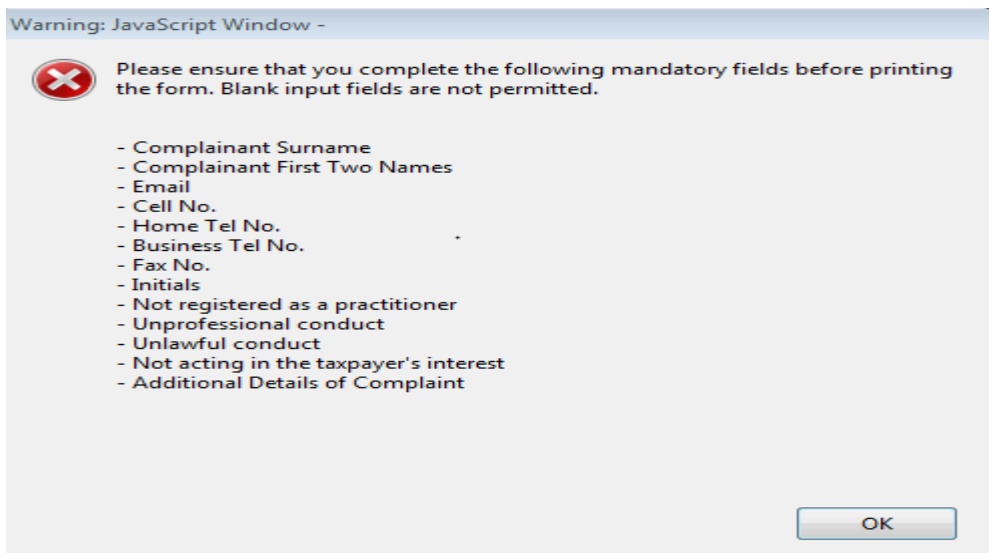 Warning: JavaScript Window -
Please ensure that you complete the following mandatory fields before printing
the form. Blank input fields are not permitted.
- Complainant Surname
- Complainant First Two Names
- Email
- Cell No.
- Home Tel No.
- Business Tel No.
- Fax No.
- Initials
- Not registered as a practitioner
- Unprofessional conduct
- Unlawful conduct
- Not acting in the taxpayer's interest
- Additional Details of Complaint
OK